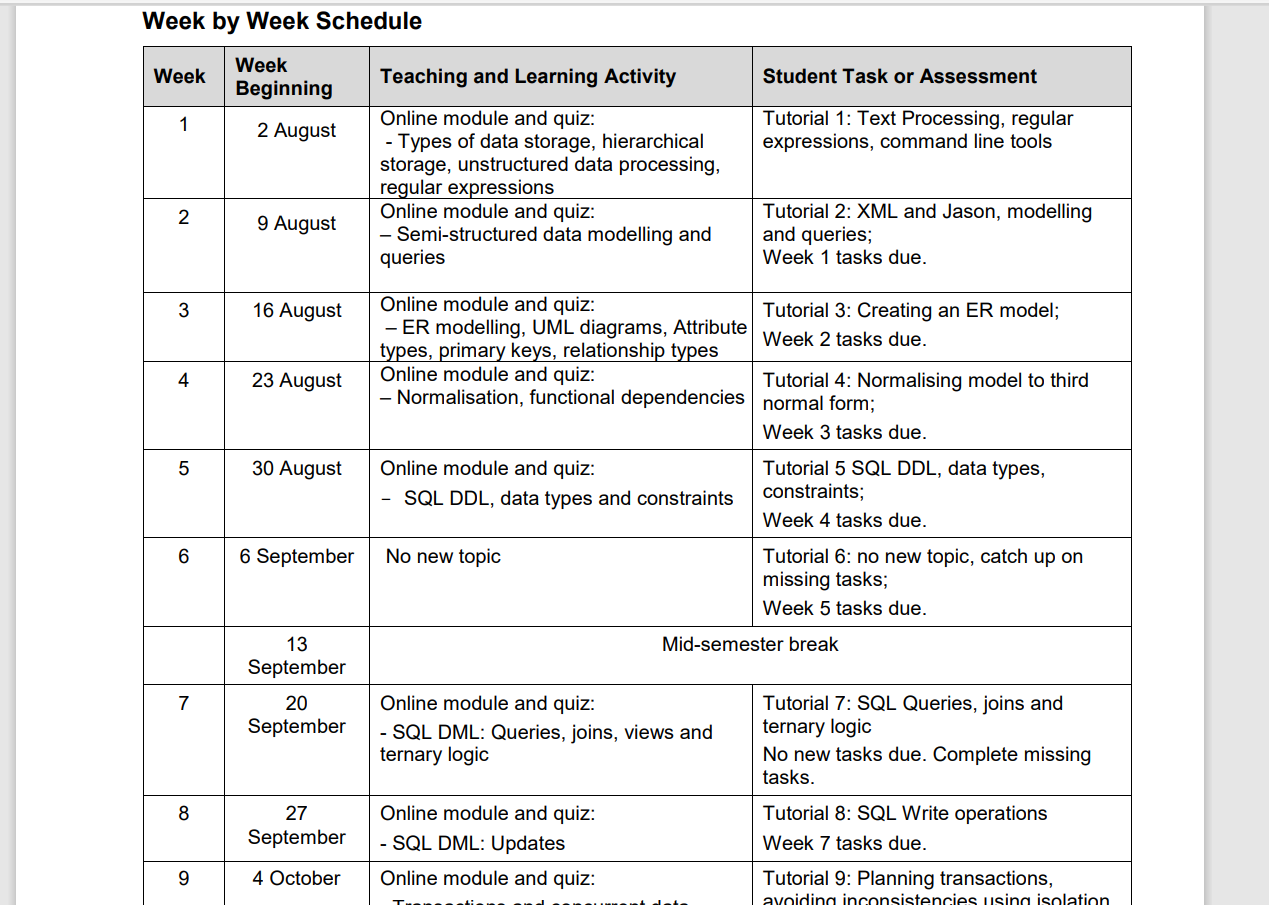 Week by Week Schedule
Week
Week
Beginning
Teaching and Learning Activity
Student Task or Assessment
1
2 August
Online module and quiz:
- Types of data storage, hierarchical
storage, unstructured data processing,
regular expressions
Tutorial 1: Text Processing, regular
expressions, command line tools
2
9 August
Online module and quiz:
– Semi-structured data modelling and
queries
Tutorial 2: XML and Jason, modelling
and queries;
Week 1 tasks due.
3
16 August
Online module and quiz:
– ER modelling, UML diagrams, Attribute
types, primary keys, relationship types
Tutorial 3: Creating an ER model;
Week 2 tasks due.
4
23 August
Online module and quiz:
– Normalisation, functional dependencies
Tutorial 4: Normalising model to third
normal form;
Week 3 tasks due.
5
30 August
Online module and quiz:
– SQL DDL, data types and constraints
Tutorial 5 SQL DDL, data types,
constraints;
Week 4 tasks due.
6
6 September
No new topic
Tutorial 6: no new topic, catch up on
missing tasks;
Week 5 tasks due.
13
September
Mid-semester break
7
20
September
Online module and quiz:
- SQL DML: Queries, joins, views and
ternary logic
Tutorial 7: SQL Queries, joins and
ternary logic
No new tasks due. Complete missing
tasks.
8
27
September
Online module and quiz:
- SQL DML: Updates
Tutorial 8: SQL Write operations
Week 7 tasks due.
9
4 October
Online module and quiz:
- Transactions and concurrent data
Tutorial 9: Planning transactions,
avoiding inconsistencies using isolation